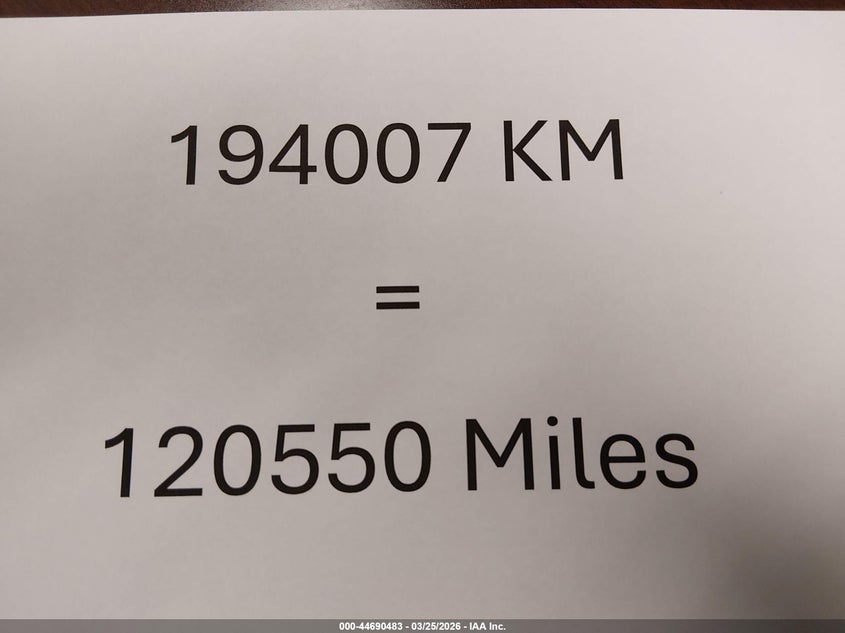 194007 KM
=
120550 Miles
000-44690483 - 03/25/2026 - IAA Inc.